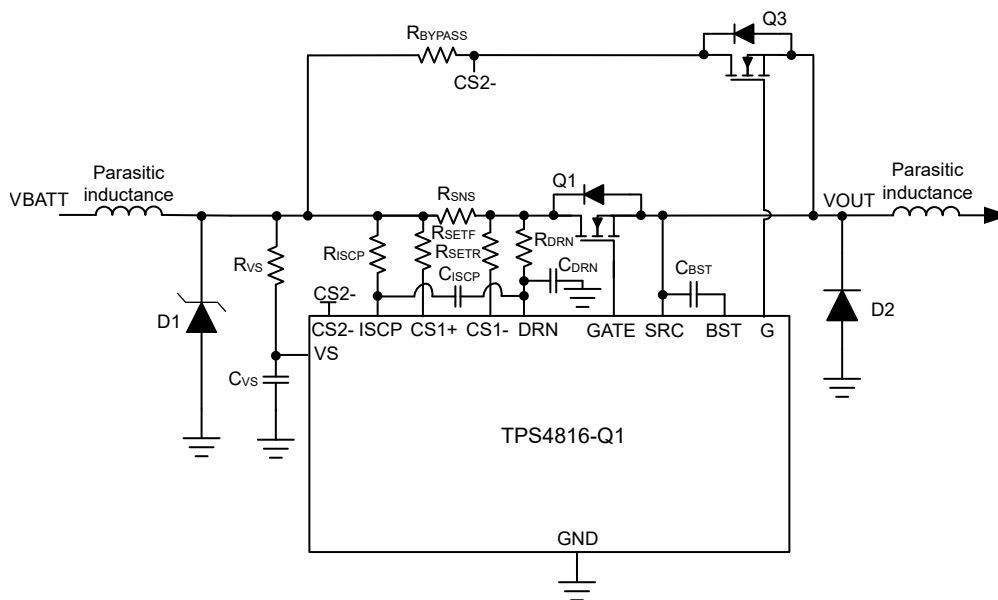 Q3
RBYPASS
CS2-
Parasitic
inductance
Parasitic
inductance
VBATT
RSNS
Q1
VOUT
RISCP
RSETF
RSETR
RDRN
RVS
CISCP
CDRN
CBST
CS2-
D1
D2
CS2- ISCP CS1+ CS1- DRN GATE SRC BST G
VS
CVS
TPS4816-Q1
GND